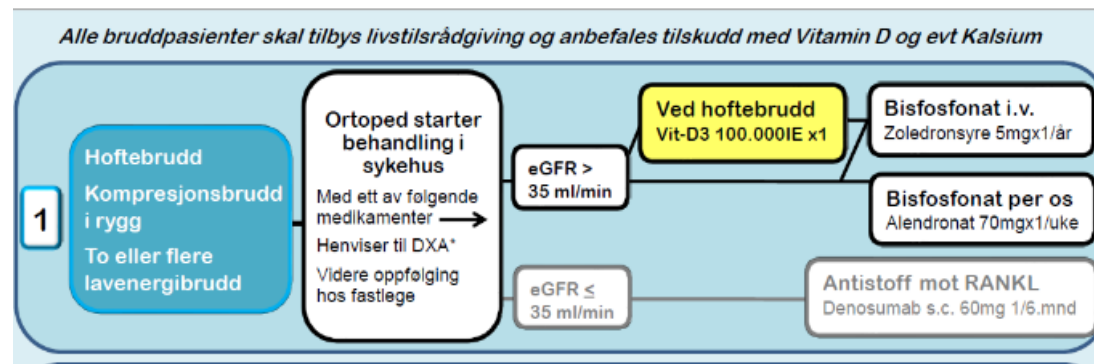 Alle bruddpasienter skal tilbys livstilsrådgiving og anbefales tilskudd med Vitamin D og evt Kalsium
1
Hoftebrudd
Kompresjonsbrudd
i rygg
To eller flere
lavenergibrudd
Ortoped starter
behandling i
sykehus
Med ett av følgende
medikamenter
Henviser til DXA*
Videre oppfølging
hos fastlege
eGFR >
35 ml/min
Ved hoftebrudd
Vit-D3 100.000IE x1
Bisfosfonat i.v.
Zoledronsyre 5mgx1/år
Bisfosfonat per os
Alendronat 70mgx1/uke
eGFR ≤
35 ml/min
Antistoff mot RANKL
Denosumab s.c. 60mg 1/6.mnd